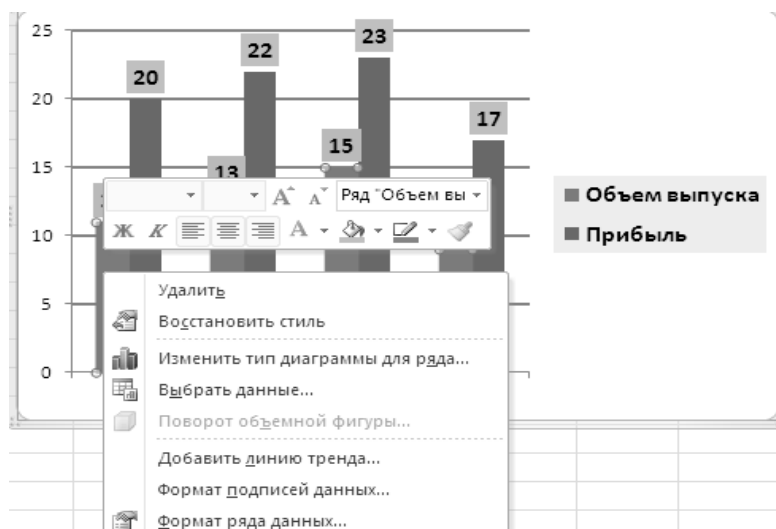 25
23
22
20
20
17
15
15
13
Ряд "Объем вы
Объем выпуска
Ж К
Прибыль
10
Удалить
5
Восстановить стиль
Изменить тип диаграммы для ряда...
0
Выбрать данные...
Поворот объемной фигуры...
Добавить линию тренда...
Формат подписей данных...
Формат ряда данных...